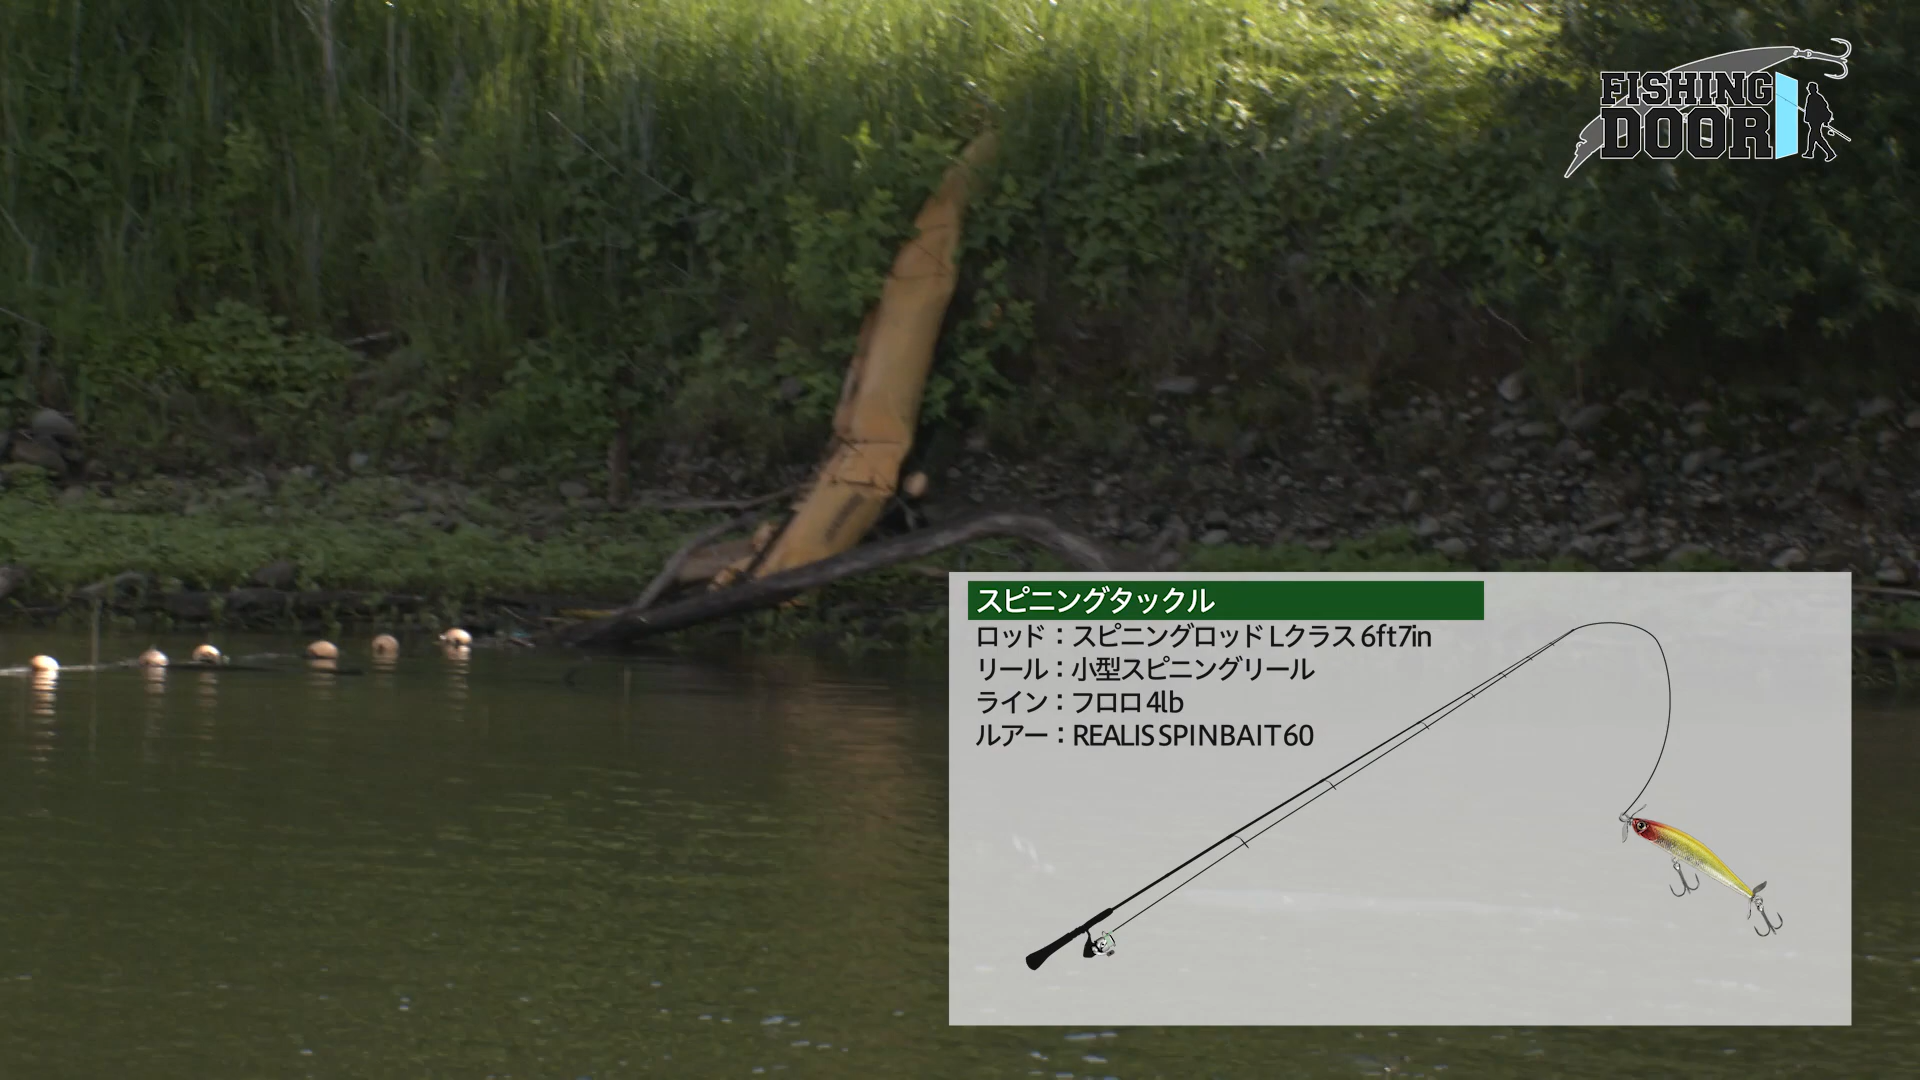 FISHING
DOOR
スピニングタックル
ロッド：スピニングロッド Lクラス 6ft7in
リール：小型スピニングリール
ライン：フロロ 4lb
ルアー：REALIS SPINBAIT 60